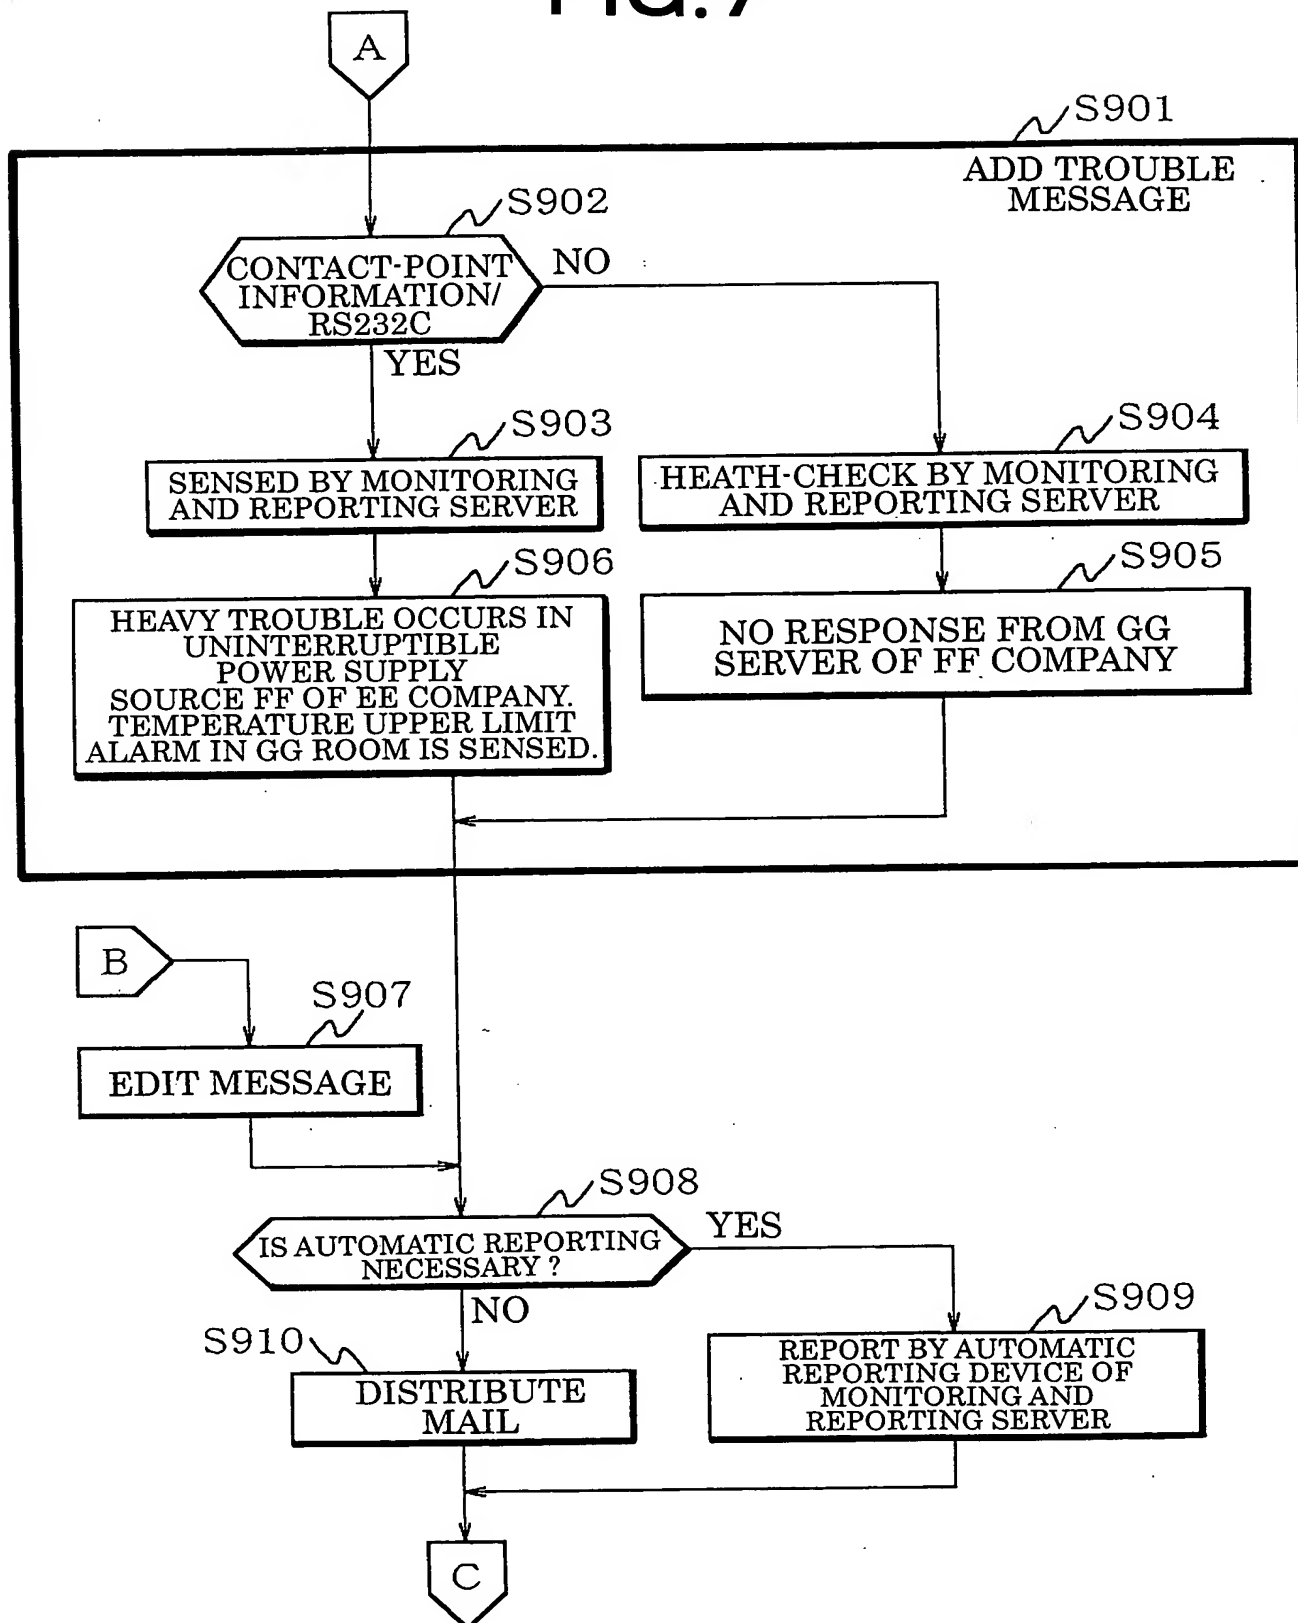 FIG. 7
A
S901
ADD TROUBLE
MESSAGE
S902
CONTACT-POINT
INFORMATION/
RS232C
NO
YES
S903
SENSED BY MONITORING
AND REPORTING SERVER
S904
HEATH-CHECK BY MONITORING
AND REPORTING SERVER
S906
HEAVY TROUBLE OCCURS IN
UNINTERRUPTIBLE
POWER SUPPLY
SOURCE FF OF EE COMPANY.
TEMPERATURE UPPER LIMIT
ALARM IN GG ROOM IS SENSED.
S905
NO RESPONSE FROM GG
SERVER OF FF COMPANY
B
S907
EDIT MESSAGE
S908
IS AUTOMATIC REPORTING
NECESSARY ?
YES
NO
S910
DISTRIBUTE
MAIL
S909
REPORT BY AUTOMATIC
REPORTING DEVICE OF
MONITORING AND
REPORTING SERVER
C